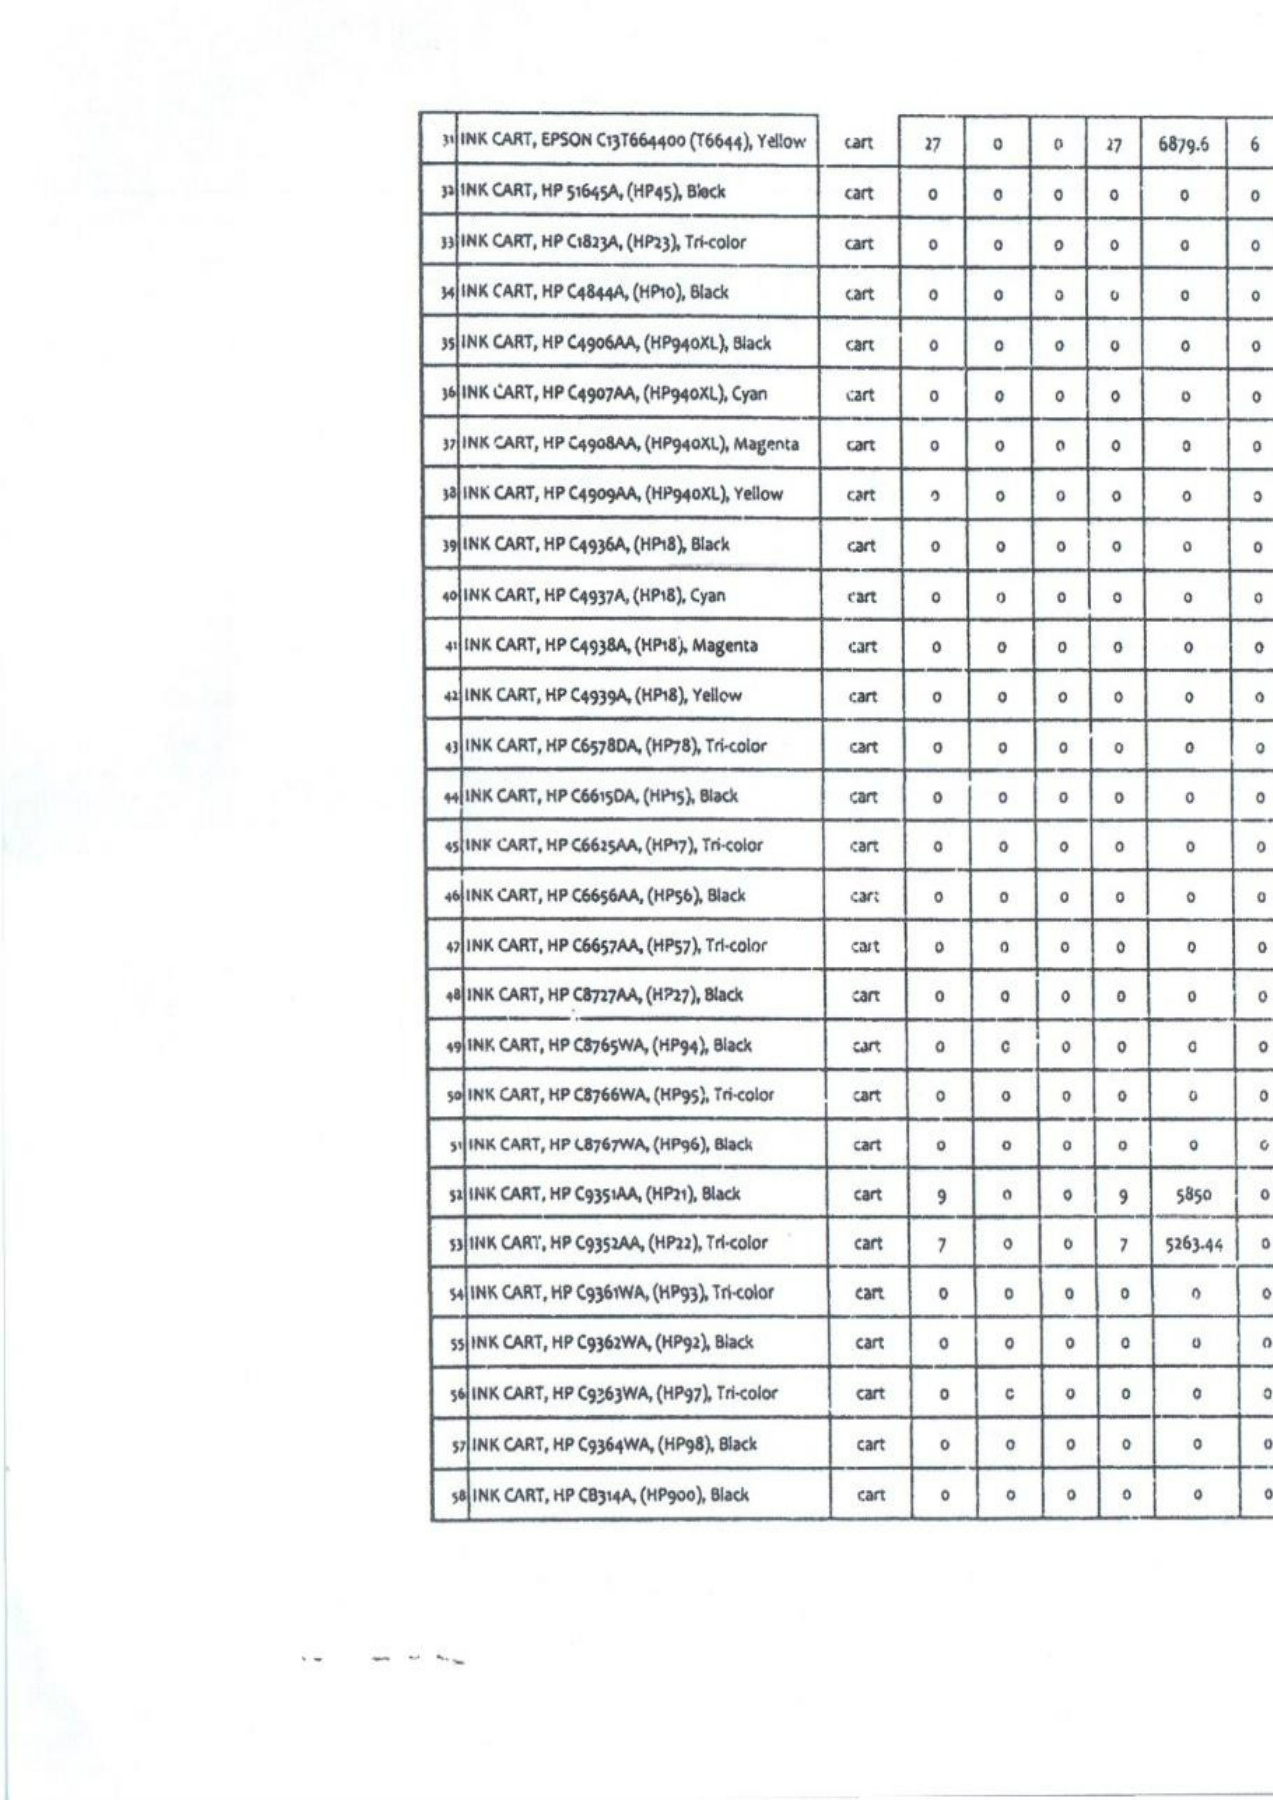 31 INK CART, EPSON C13T664400 (T6644), Yellow cart 27 0 0 27 6879.6 6
32 INK CART, HP 51645A, (HP45), Black cart 0 0 0 0 0 0
33 INK CART, HP C1823A, (HP23), Tri-color cart 0 0 0 0 0 0
34 INK CART, HP C4844A, (HP10), Black cart 0 0 0 0 0 0
35 INK CART, HP C4906AA, (HP940XL), Black cart 0 0 0 0 0 0
36 INK CART, HP C4907AA, (HP940XL), Cyan cart 0 0 0 0 0 0
37 INK CART, HP C4908AA, (HP940XL), Magenta cart 0 0 0 0 0 0
38 INK CART, HP C4909AA, (HP940XL), Yellow cart 0 0 0 0 0 0
39 INK CART, HP C4936A, (HP18), Black cart 0 0 0 0 0 0
40 INK CART, HP C4937A, (HP18), Cyan cart 0 0 0 0 0 0
41 INK CART, HP C4938A, (HP18), Magenta cart 0 0 0 0 0 0
42 INK CART, HP C4939A, (HP18), Yellow cart 0 0 0 0 0 0
43 INK CART, HP C6578DA, (HP78), Tri-color cart 0 0 0 0 0 0
44 INK CART, HP C6615DA, (HP15), Black cart 0 0 0 0 0 0
45 INK CART, HP C6625AA, (HP17), Tri-color cart 0 0 0 0 0 0
46 INK CART, HP C6656AA, (HP56), Black cart 0 0 0 0 0 0
47 INK CART, HP C6657AA, (HP57), Tri-color cart 0 0 0 0 0 0
48 INK CART, HP C8727AA, (HP27), Black cart 0 0 0 0 0 0
49 INK CART, HP C8765WA, (HP94), Black cart 0 0 0 0 0 0
50 INK CART, HP C8766WA, (HP95), Tri-color cart 0 0 0 0 0 0
51 INK CART, HP C8767WA, (HP96), Black cart 0 0 0 0 0 0
52 INK CART, HP C9351AA, (HP21), Black cart 9 0 0 9 5850 0
53 INK CART, HP C9352AA, (HP22), Tri-color cart 7 0 0 7 5263.44 0
54 INK CART, HP C9361WA, (HP93), Tri-color cart 0 0 0 0 0 0
55 INK CART, HP C9362WA, (HP92), Black cart 0 0 0 0 0 0
56 INK CART, HP C9363WA, (HP97), Tri-color cart 0 0 0 0 0 0
57 INK CART, HP C9364WA, (HP98), Black cart 0 0 0 0 0 0
58 INK CART, HP CB314A, (HP900), Black cart 0 0 0 0 0 0